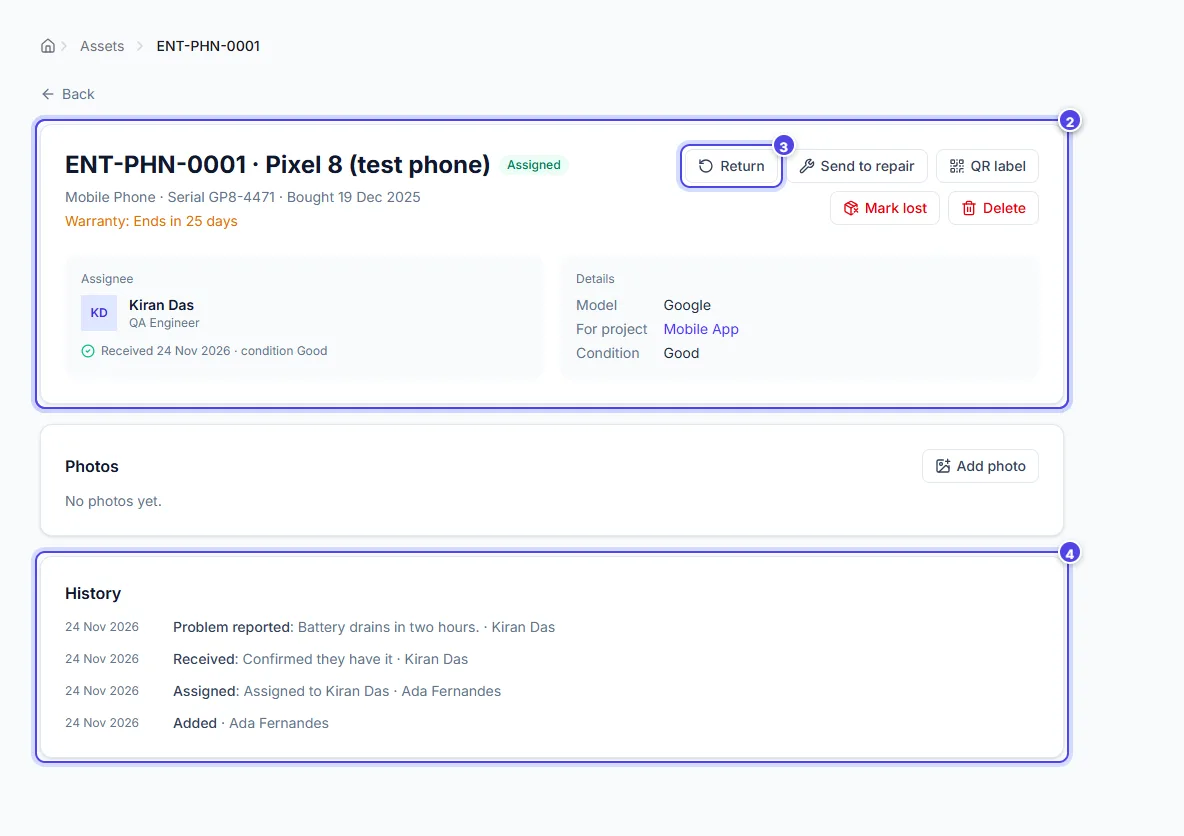 Assets ENT-PHN-0001
Back
2
ENT-PHN-0001 · Pixel 8 (test phone) Assigned
3
Return Send to repair QR label
Mobile Phone · Serial GP8-4471 · Bought 19 Dec 2025
Mark lost Delete
Warranty: Ends in 25 days
Assignee
KD
Kiran Das
QA Engineer
Received 24 Nov 2026 · condition Good
Details
Model Google
For project Mobile App
Condition Good
Photos
Add photo
No photos yet.
4
History
24 Nov 2026 Problem reported: Battery drains in two hours. · Kiran Das
24 Nov 2026 Received: Confirmed they have it · Kiran Das
24 Nov 2026 Assigned: Assigned to Kiran Das · Ada Fernandes
24 Nov 2026 Added · Ada Fernandes